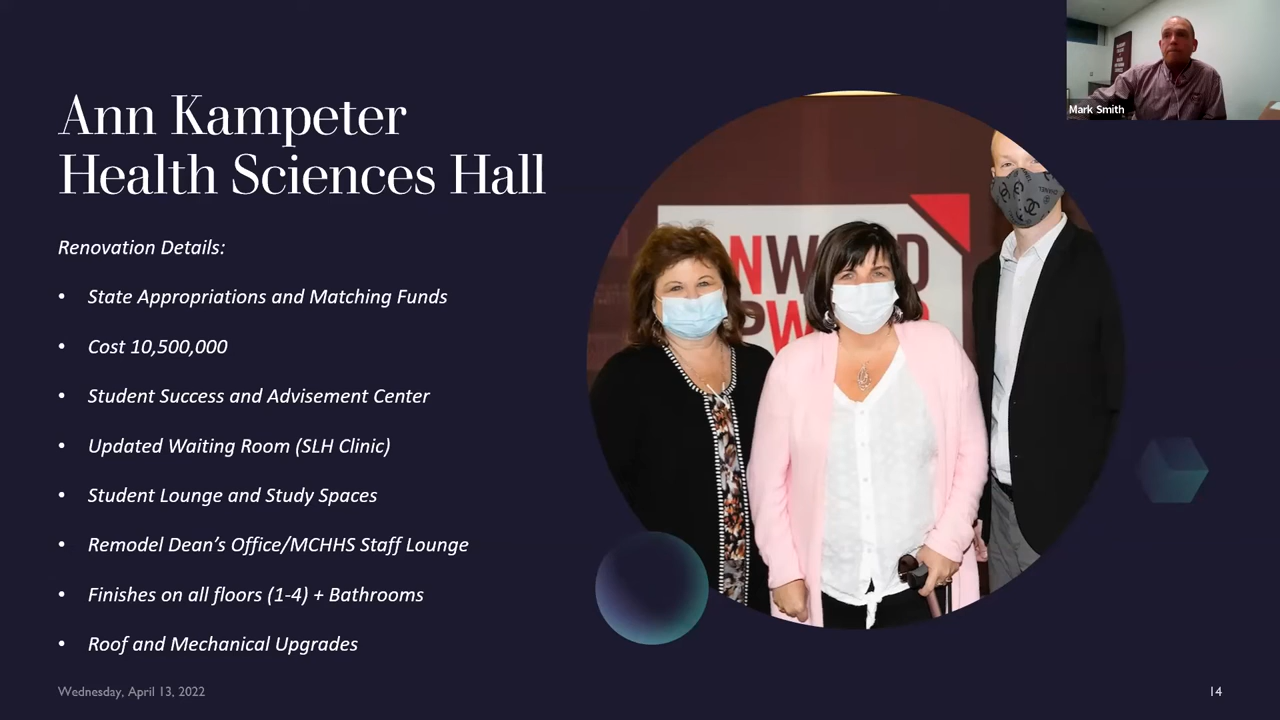 Ann Kampeter
Health Sciences Hall
Renovation Details:
• State Appropriations and Matching Funds
• Cost 10,500,000
• Student Success and Advisement Center
• Updated Waiting Room (SLH Clinic)
• Student Lounge and Study Spaces
• Remodel Dean’s Office/MCHHS Staff Lounge
• Finishes on all floors (1-4) + Bathrooms
• Roof and Mechanical Upgrades
Wednesday, April 13, 2022
14
Mark Smith